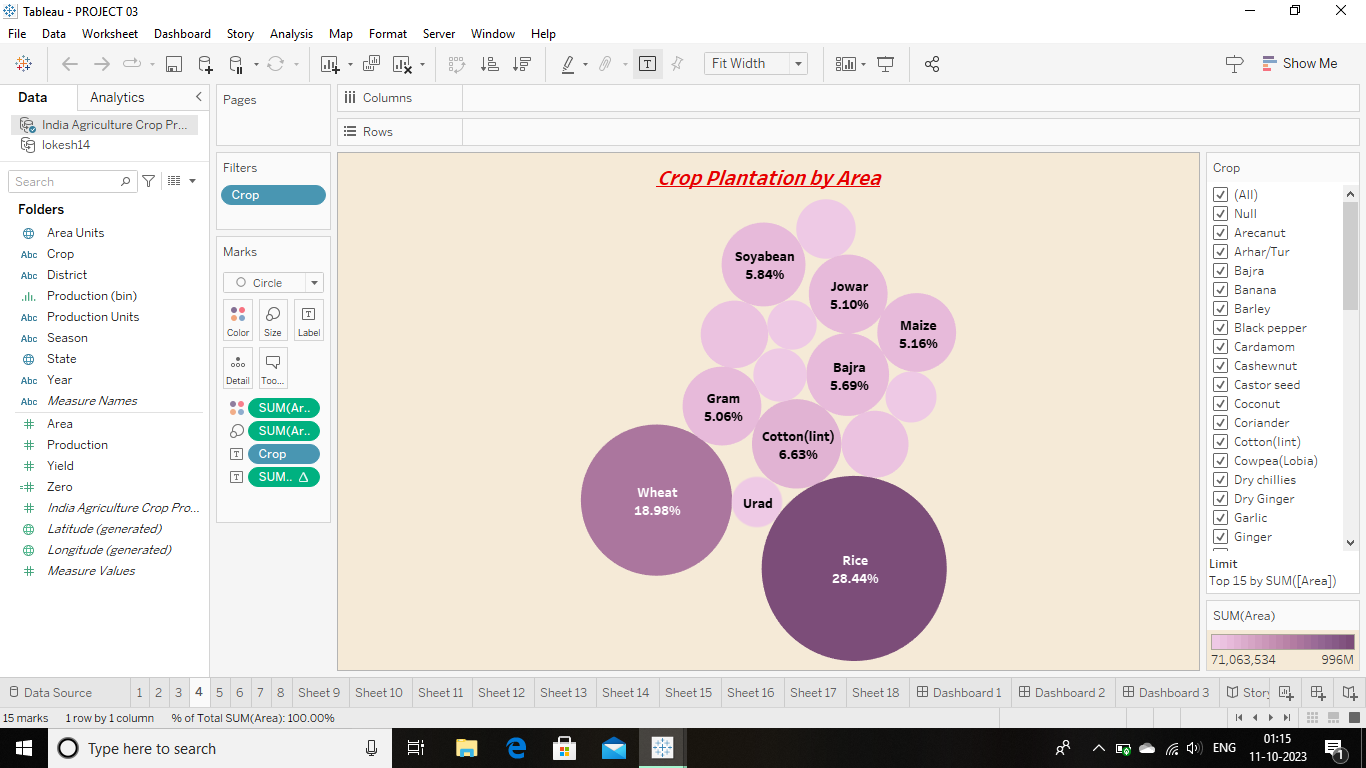 Tableau - PROJECT 03
File Data Worksheet Dashboard Story Analysis Map Format Server Window Help
Fit Width
Show Me
Data Analytics
India Agriculture Crop Pr...
lokesh14
Search
Folders
Area Units
Abc Crop
Abc District
Production (bin)
Abc Production Units
Abc Season
State
Abc Year
Abc Measure Names
Area
Production
Yield
Zero
India Agriculture Crop Pro...
Latitude (generated)
Longitude (generated)
Measure Values
Pages
Filters
Crop
Marks
Circle
Color Size Label
Detail Too...
SUM(Ar..
SUM(Ar..
Crop
SUM..
Columns
Rows
Crop Plantation by Area
Soyabean
5.84%
Jowar
5.10%
Maize
5.16%
Bajra
5.69%
Gram
5.06%
Cotton(lint)
6.63%
Wheat
18.98%
Urad
Rice
28.44%
Crop
(All)
Null
Arecanut
Arhar/Tur
Bajra
Banana
Barley
Black pepper
Cardamom
Cashewnut
Castor seed
Coconut
Coriander
Cotton(lint)
Cowpea(Lobia)
Dry chillies
Dry Ginger
Garlic
Ginger
Limit
Top 15 by SUM([Area])
SUM(Area)
71,063,534 996M
Data Source 1 2 3 4 5 6 7 8 Sheet 9 Sheet 10 Sheet 11 Sheet 12 Sheet 13 Sheet 14 Sheet 15 Sheet 16 Sheet 17 Sheet 18 Dashboard 1 Dashboard 2 Dashboard 3 Story
15 marks 1 row by 1 column % of Total SUM(Area): 100.00%
Type here to search
ENG
01:15
11-10-2023
1